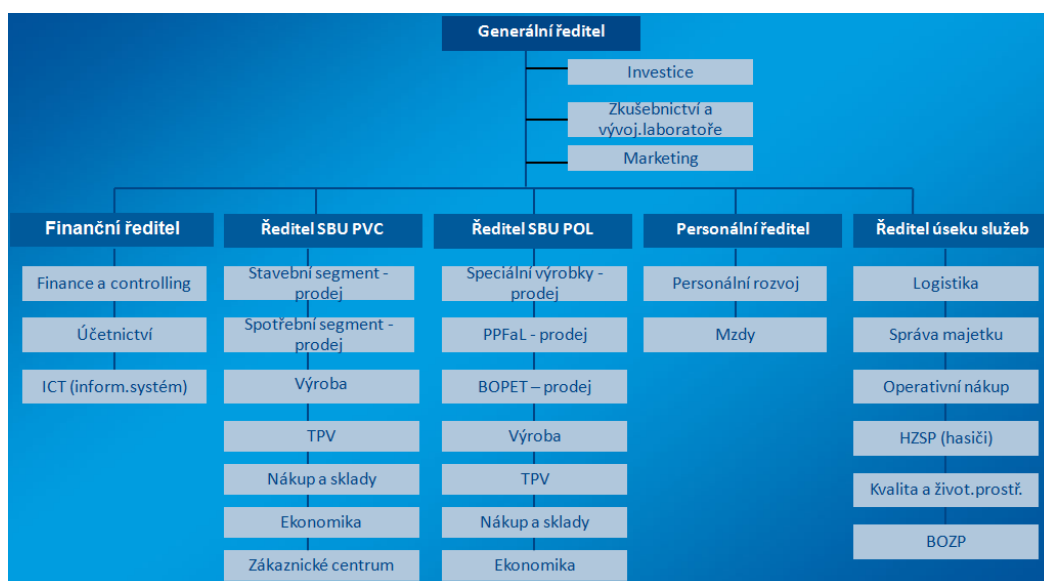 Generální ředitel
Investice
Zkušebnictví a
vývoj.laboratoře
Marketing
Finanční ředitel
Ředitel SBU PVC
Ředitel SBU POL
Personální ředitel
Ředitel úseku služeb
Finance a controlling
Účetnictví
ICT (inform.systém)
Stavební segment -
prodej
Spotřební segment -
prodej
Výroba
TPV
Nákup a sklady
Ekonomika
Zákaznické centrum
Speciální výrobky -
prodej
PPFaL - prodej
BOPET – prodej
Výroba
TPV
Nákup a sklady
Ekonomika
Personální rozvoj
Mzdy
Logistika
Správa majetku
Operativní nákup
HZSP (hasiči)
Kvalita a život.prostř.
BOZP